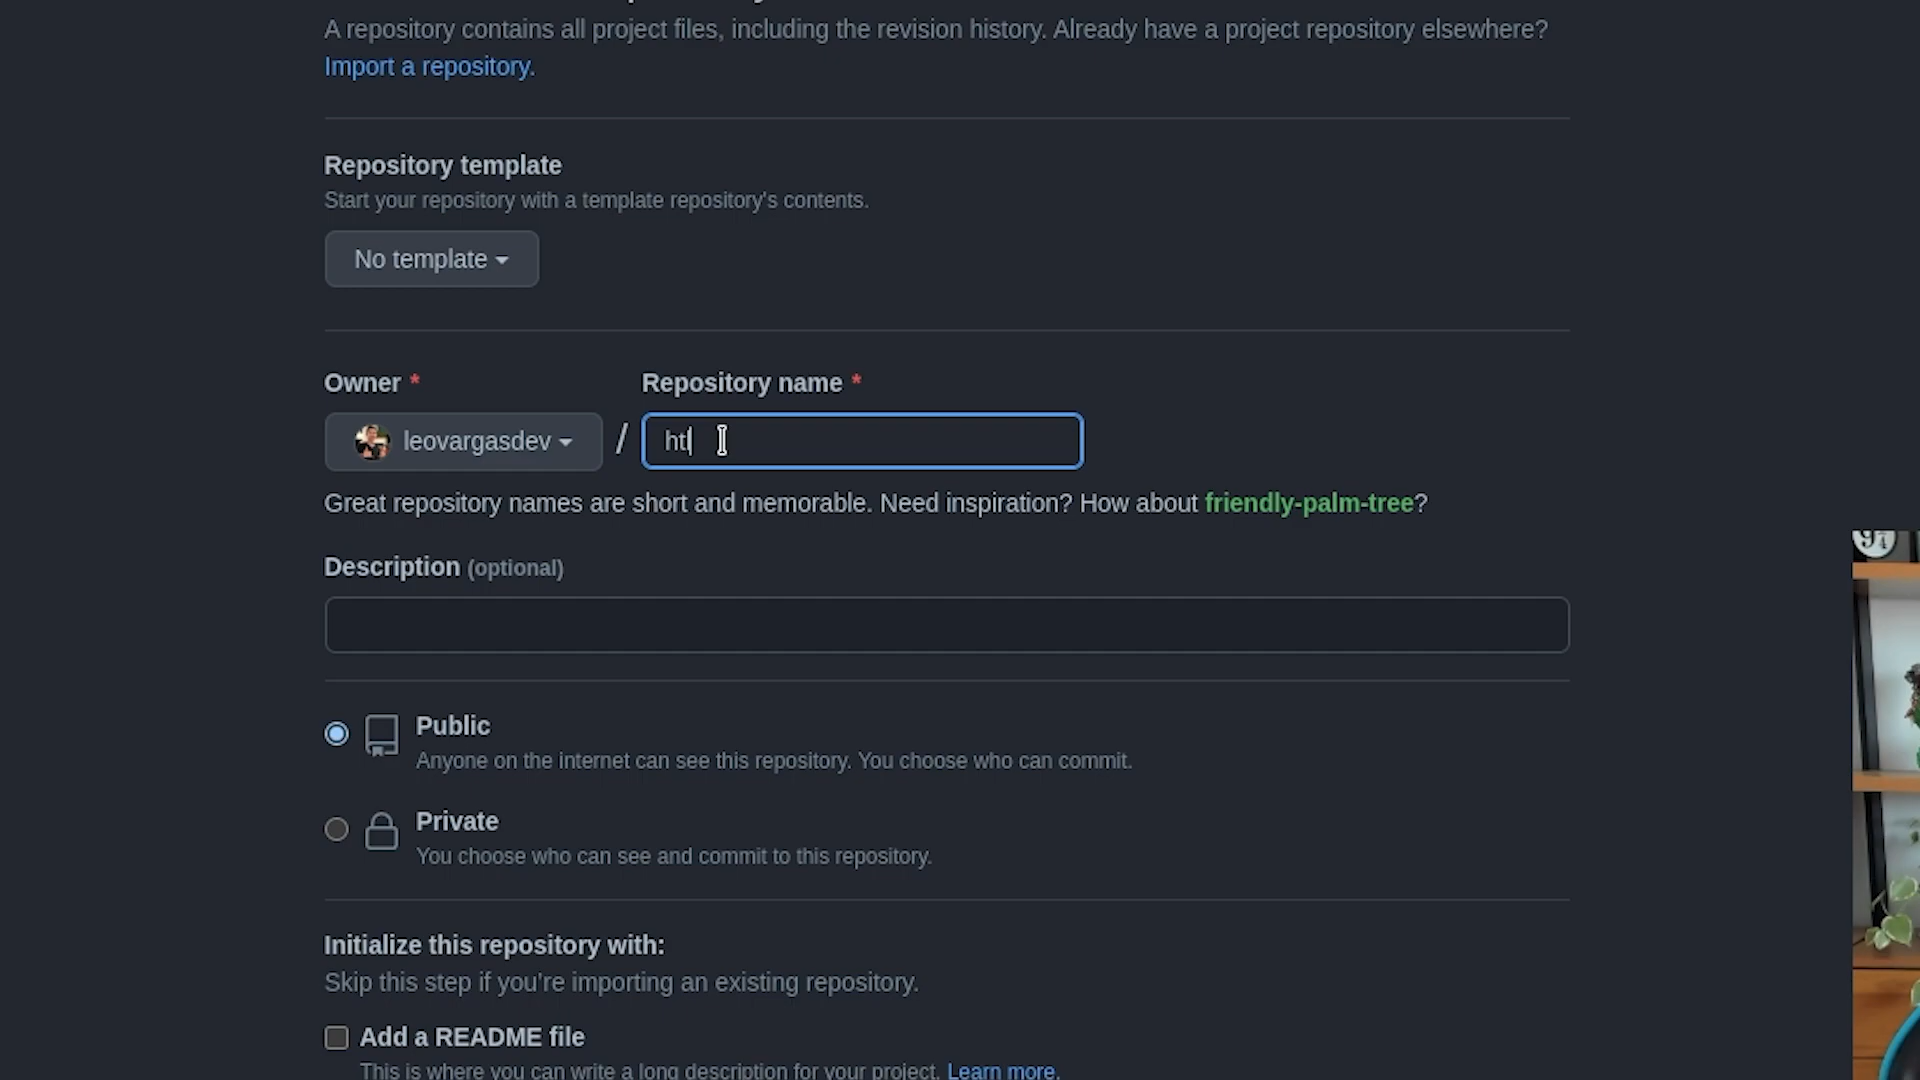 A repository contains all project files, including the revision history. Already have a project repository elsewhere?
Import a repository.
Repository template
Start your repository with a template repository's contents.
No template
Owner * Repository name *
leovargasdev / ht
Great repository names are short and memorable. Need inspiration? How about friendly-palm-tree?
Description (optional)
Public
Anyone on the internet can see this repository. You choose who can commit.
Private
You choose who can see and commit to this repository.
Initialize this repository with:
Skip this step if you're importing an existing repository.
Add a README file
This is where you can write a long description for your project. Learn more.